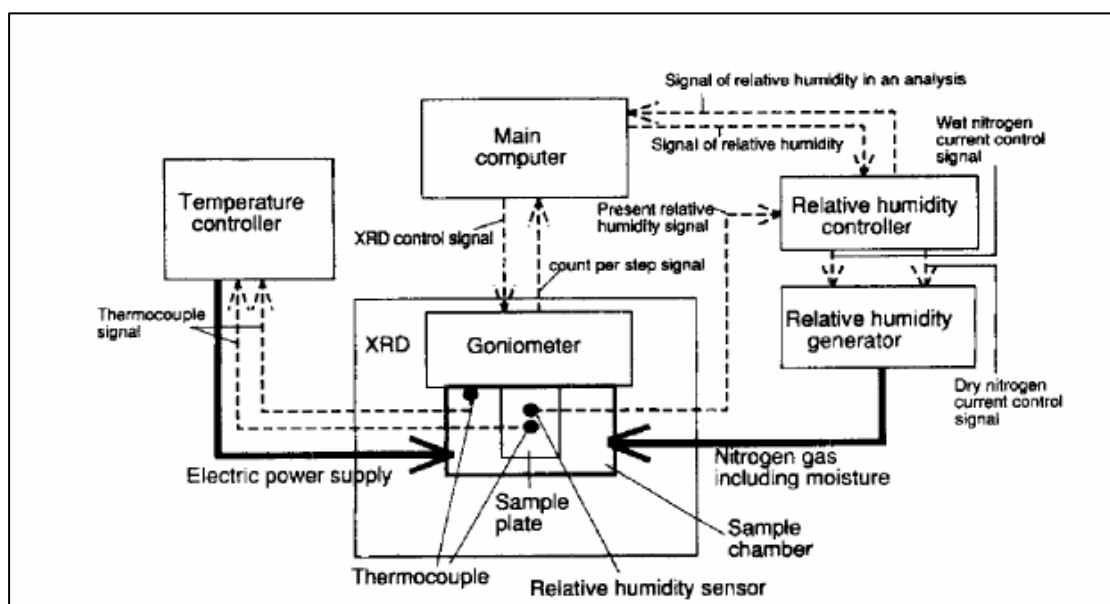 Signal of relative humidity in an analysis
Main
computer
Signal of relative humidity
Wet nitrogen
current control
signal
Temperature
controller
XRD control signal
Present relative
humidity signal
Relative humidity
controller
count per step signal
Thermocouple
signal
XRD
Goniometer
Relative humidity
generator
Dry nitrogen
current control
signal
Electric power supply
Nitrogen gas
including moisture
Sample
plate
Sample
chamber
Thermocouple
Relative humidity sensor